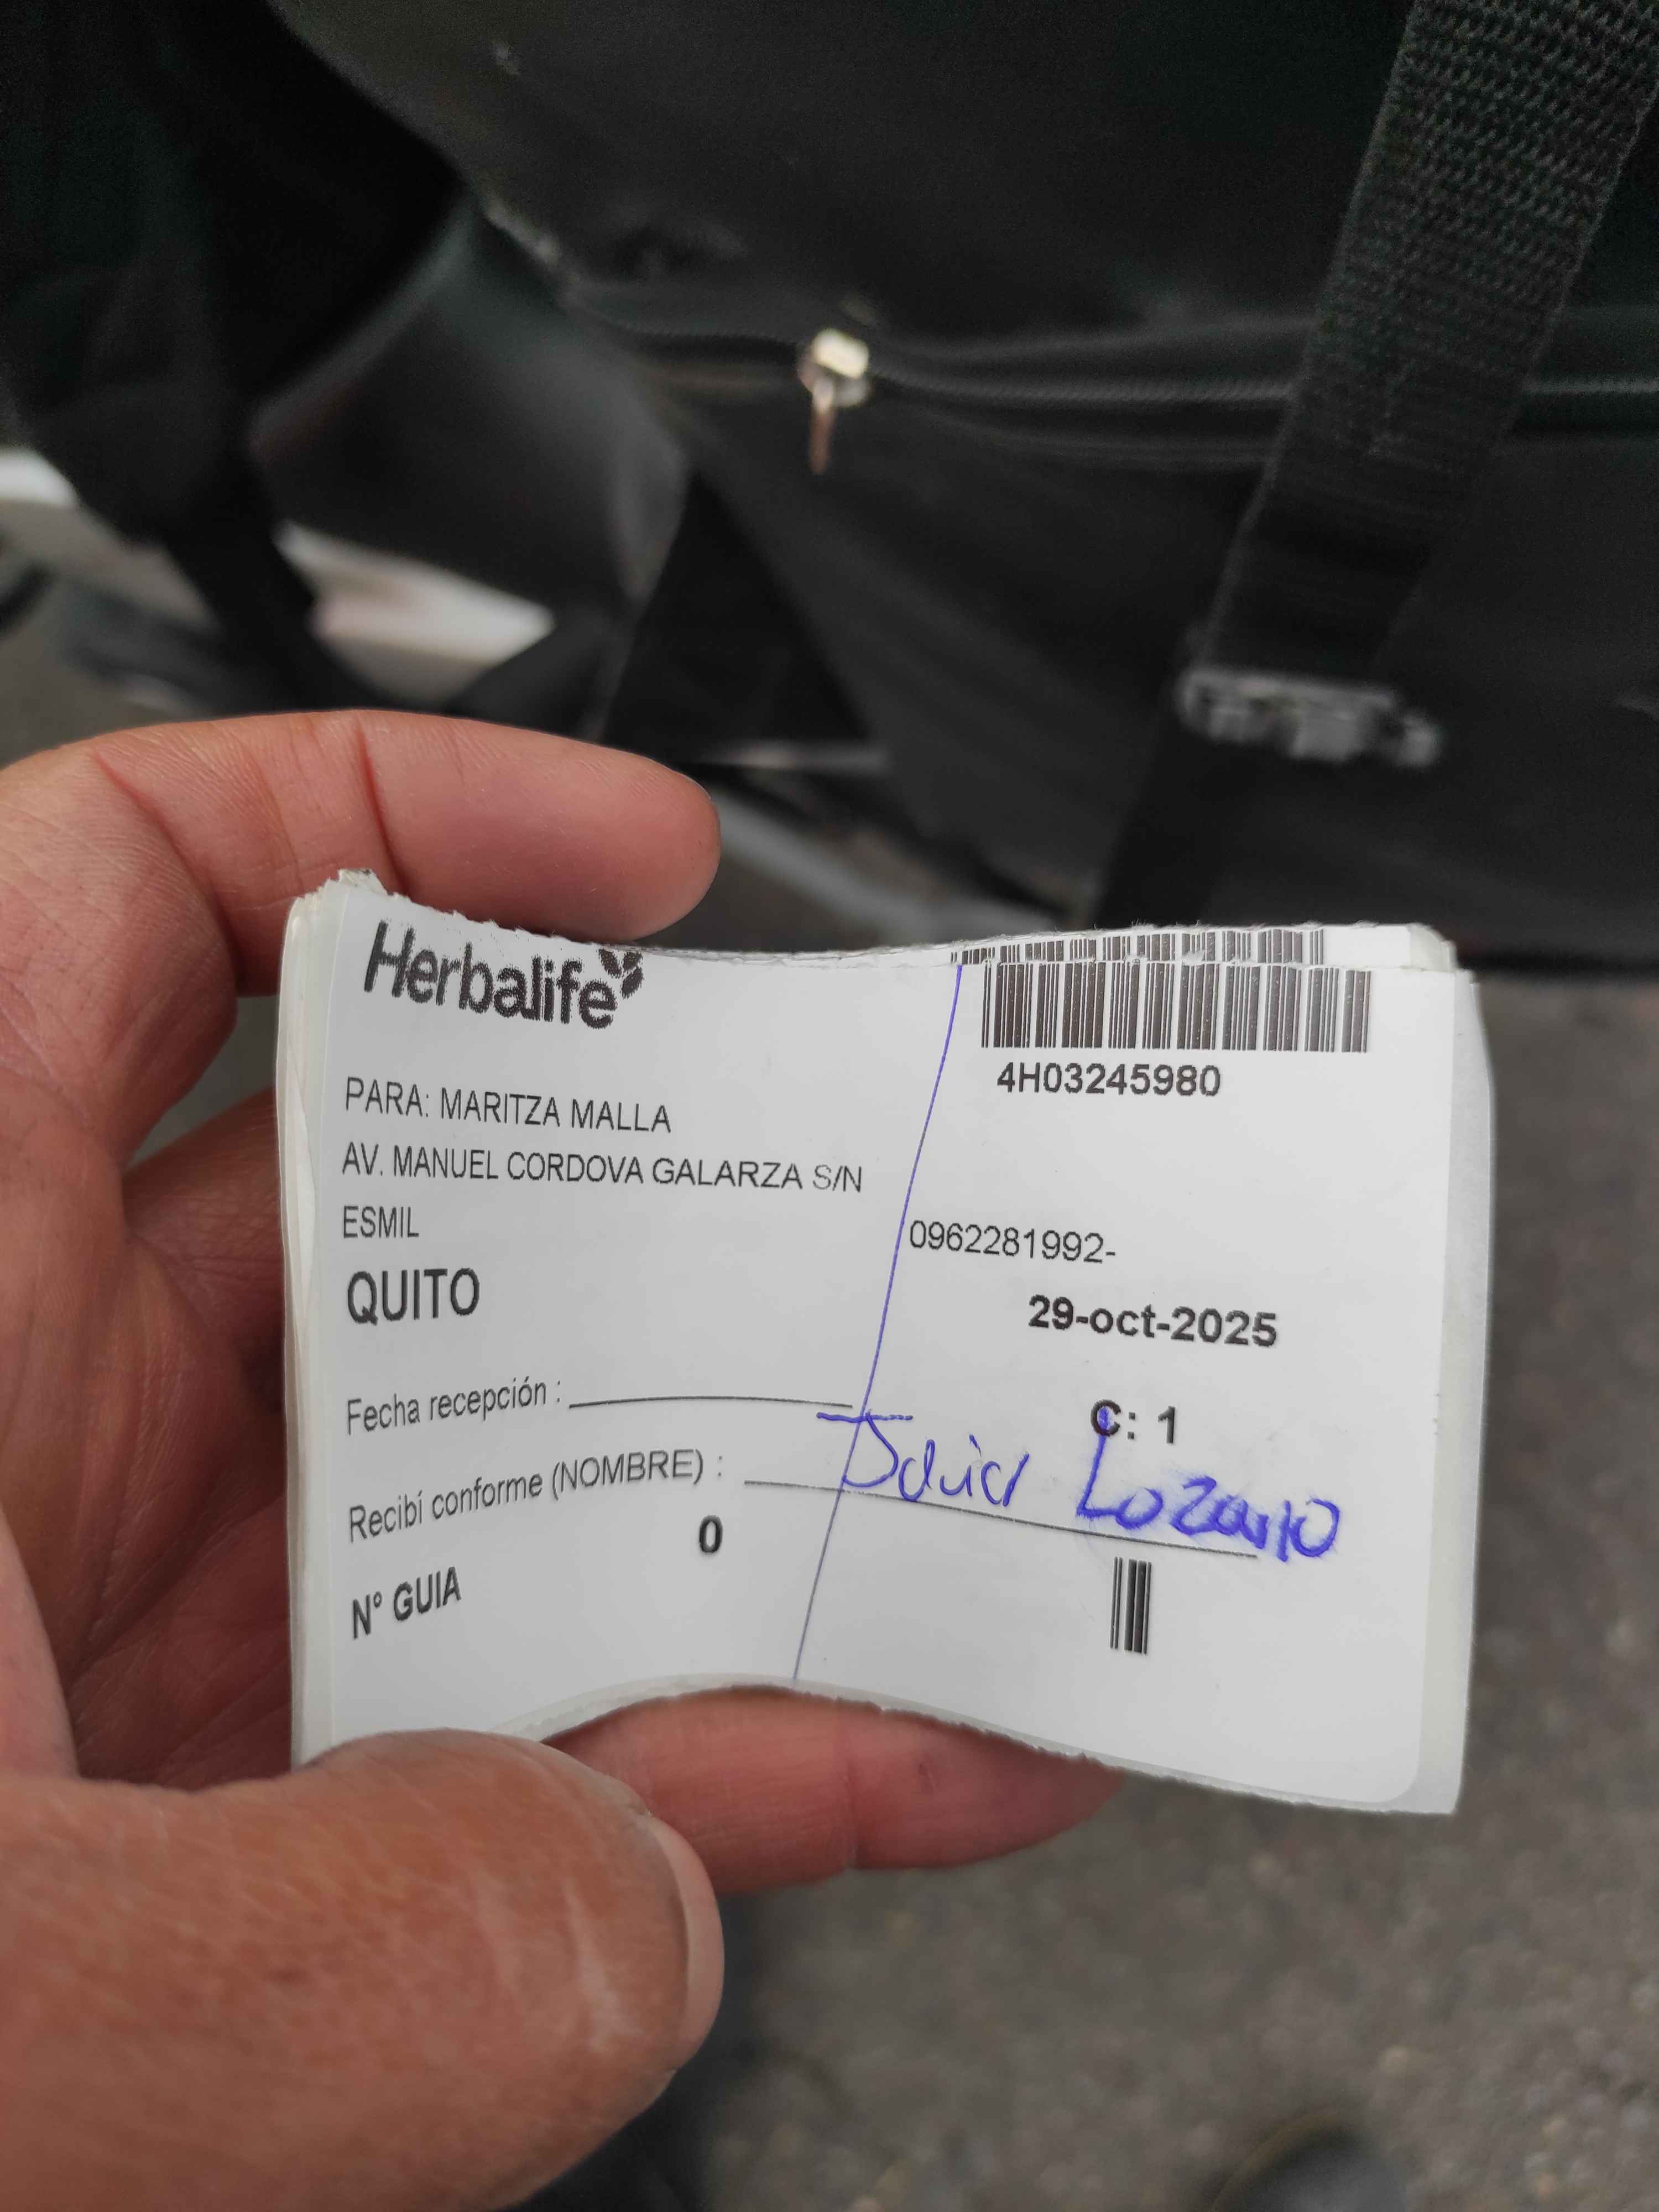 Herbalife
4H03245980
PARA: MARITZA MALLA
AV. MANUEL CORDOVA GALARZA S/N
ESMIL
0962281992-
QUITO
29-oct-2025
Fecha recepción :
C: 1
Recibí conforme (NOMBRE) : David Lozano
0
N° GUIA